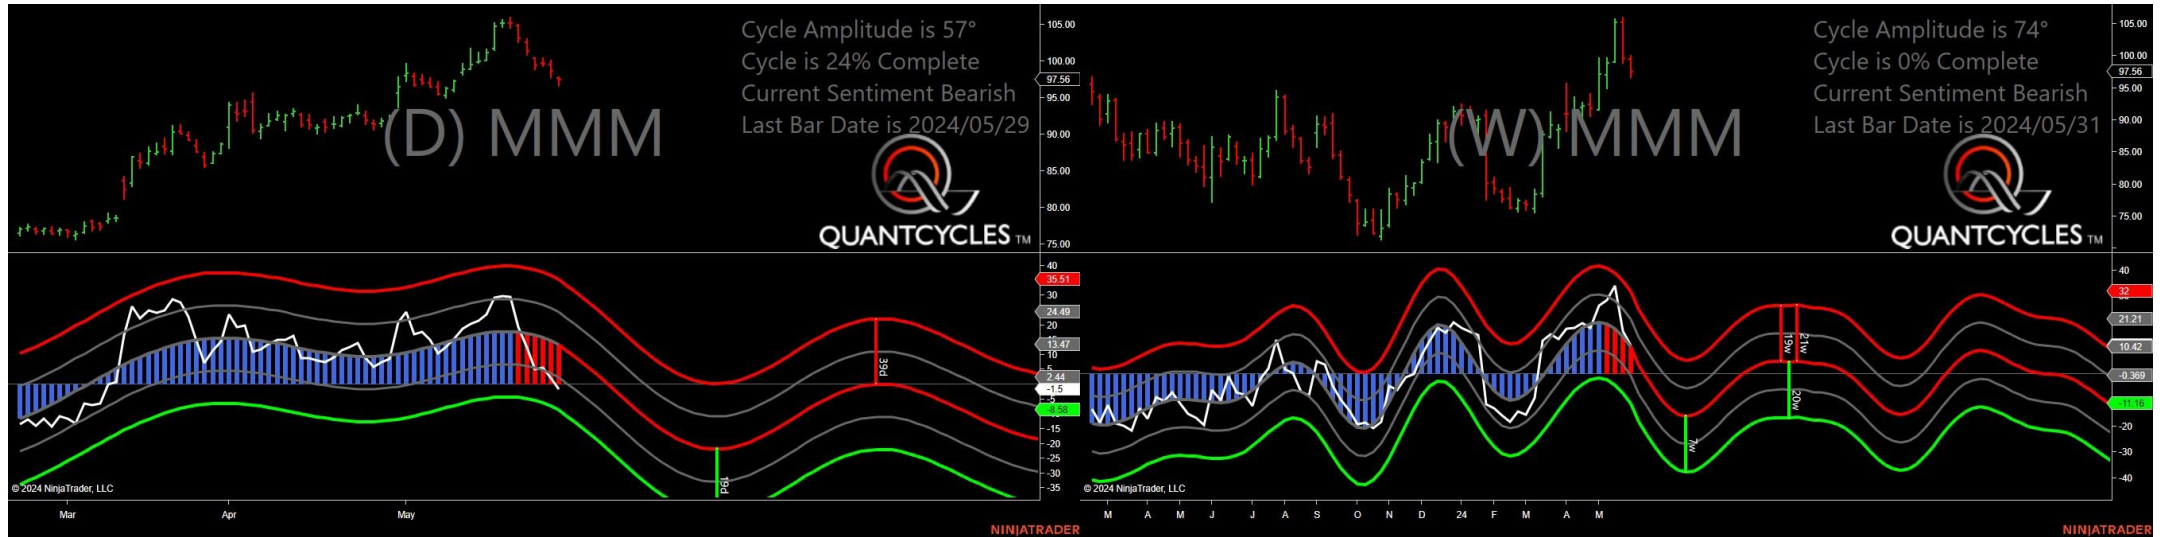 Cycle Amplitude is 57°
Cycle is 24% Complete
Current Sentiment Bearish
Last Bar Date is 2024/05/29
(D) MMM
QUANTCYCLES TM
105.00
100.00
97.56
95.00
90.00
85.00
80.00
75.00
40
35.51
30
24.49
20
13.47
10
5
2.44
-1.5
-5
-8.58
-15
-20
-25
-30
-35
39d
19d
© 2024 NinjaTrader, LLC
Mar
Apr
May
NINJATRADER
Cycle Amplitude is 74°
Cycle is 0% Complete
Current Sentiment Bearish
Last Bar Date is 2024/05/31
(W) MMM
QUANTCYCLES TM
105.00
100.00
97.56
95.00
90.00
85.00
80.00
75.00
40
32
21.21
10.42
-0.369
-11.16
-20
-30
-40
19w
21w
20w
7w
© 2024 NinjaTrader, LLC
M A M J J A S O N D 24 F M A M
NINJATRADER